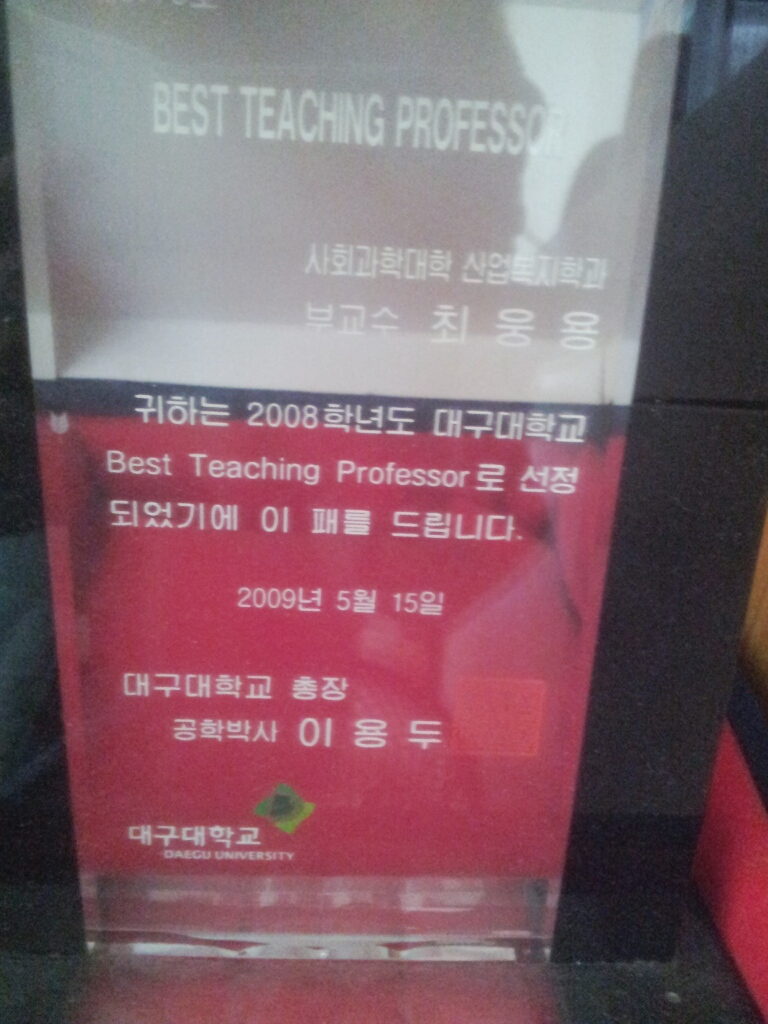 BEST TEACHING PROFESSOR
사회과학대학 산업복지학과
부교수 최 웅 용
귀하는 2008학년도 대구대학교
Best Teaching Professor로 선정
되었기에 이 패를 드립니다.
2009년 5월 15일
대구대학교 총장
공학박사 이 용 두
대구대학교
DAEGU UNIVERSITY